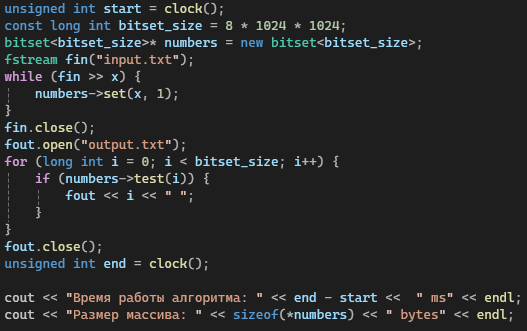 unsigned int start = clock();
const long int bitset_size = 8 * 1024 * 1024;
bitset<bitset_size>* numbers = new bitset<bitset_size>;
fstream fin("input.txt");
while (fin >> x) {
    numbers->set(x, 1);
}
fin.close();
fout.open("output.txt");
for (long int i = 0; i < bitset_size; i++) {
    if (numbers->test(i)) {
        fout << i << " ";
    }
}
fout.close();
unsigned int end = clock();

cout << "Время работы алгоритма: " << end - start <<  " ms" << endl;
cout << "Размер массива: " << sizeof(*numbers) << " bytes" << endl;